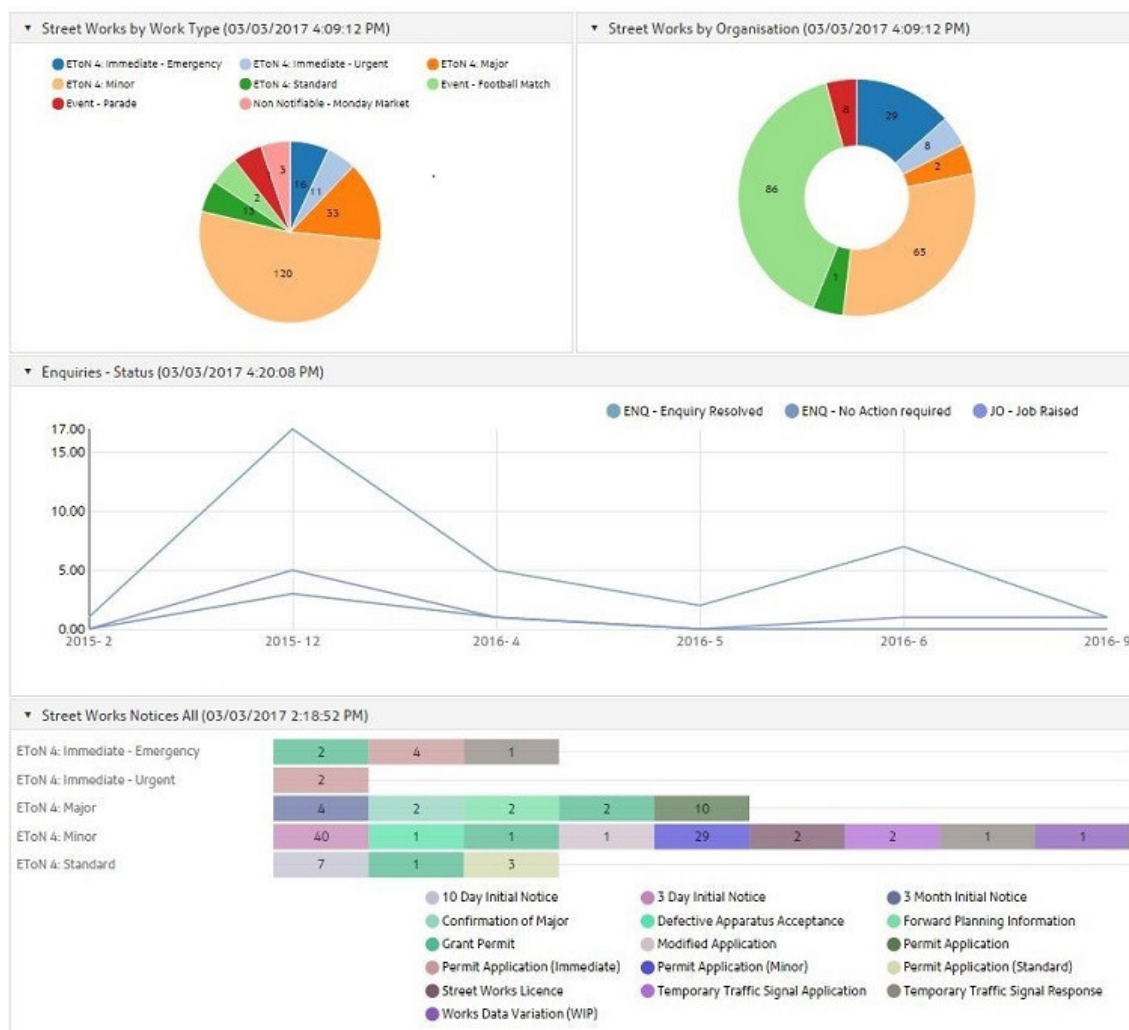 ▼ Street Works by Work Type (03/03/2017 4:09:12 PM)
EToN 4: Immediate - Emergency
EToN 4: Immediate - Urgent
EToN 4: Major
EToN 4: Minor
EToN 4: Standard
Event - Football Match
Event - Parade
Non Notifiable - Monday Market
3
16
11
2
33
13
120
▼ Street Works by Organisation (03/03/2017 4:09:12 PM)
8
29
8
2
86
65
1
▼ Enquiries - Status (03/03/2017 4:20:08 PM)
ENQ - Enquiry Resolved
ENQ - No Action required
JO - Job Raised
17.00
15.00
10.00
5.00
0.00
2015- 2
2015- 12
2016- 4
2016- 5
2016- 6
2016- 9
▼ Street Works Notices All (03/03/2017 2:18:52 PM)
EToN 4: Immediate - Emergency 2 4 1
EToN 4: Immediate - Urgent 2
EToN 4: Major 4 2 2 2 10
EToN 4: Minor 40 1 1 1 29 2 2 1 1
EToN 4: Standard 7 1 3
10 Day Initial Notice
3 Day Initial Notice
3 Month Initial Notice
Confirmation of Major
Defective Apparatus Acceptance
Forward Planning Information
Grant Permit
Modified Application
Permit Application
Permit Application (Immediate)
Permit Application (Minor)
Permit Application (Standard)
Street Works Licence
Temporary Traffic Signal Application
Temporary Traffic Signal Response
Works Data Variation (WIP)